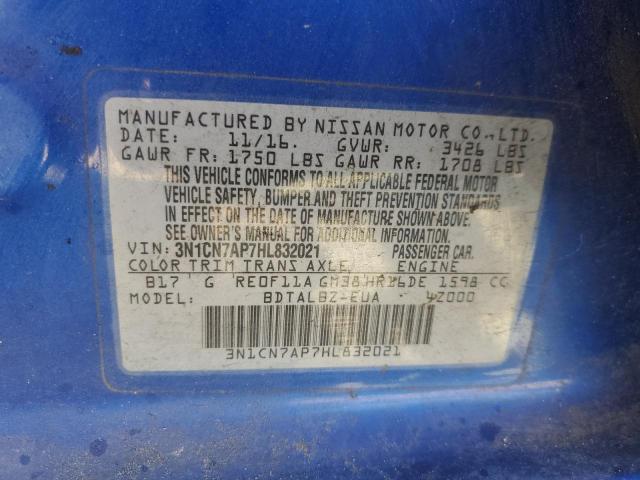 MANUFACTURED BY NISSAN MOTOR CO., LTD.
DATE: 11/16. GVWR: 3426 LBS
GAWR FR: 1750 LBS GAWR RR: 1708 LBS
THIS VEHICLE CONFORMS TO ALL APPLICABLE FEDERAL MOTOR
VEHICLE SAFETY, BUMPER AND THEFT PREVENTION STANDARDS
IN EFFECT ON THE DATE OF MANUFACTURE SHOWN ABOVE.
SEE OWNER'S MANUAL FOR ADDITIONAL INFORMATION.
VIN: 3N1CN7AP7HL832021 PASSENGER CAR.
COLOR TRIM TRANS AXLE ENGINE
B17 G RE0F11A GM38 HR16DE 1598 CC
MODEL: BDTALBZ-EUA 4Z000
3N1CN7AP7HL832021